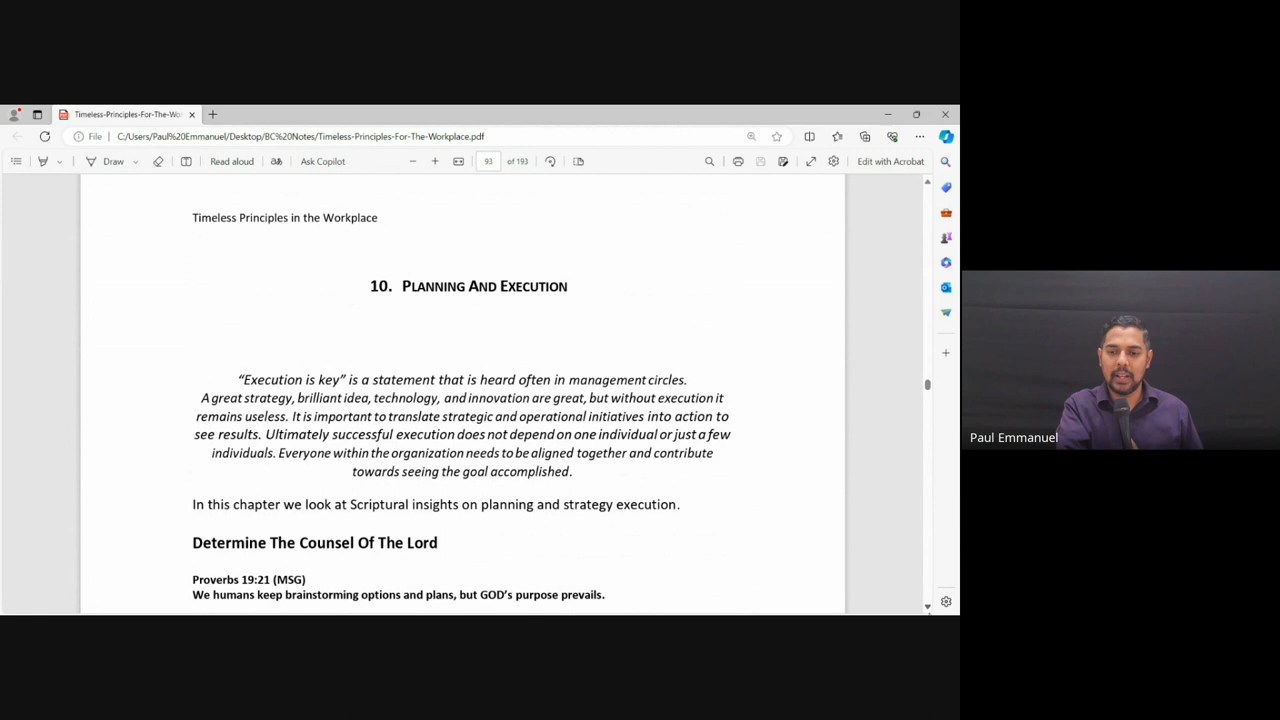 Timeless-Principles-For-The-Wo
File
C:/Users/Paul%20Emmanuel/Desktop/BC%20Notes/Timeless-Principles-For-The-Workplace.pdf
Draw
Read aloud
Ask Copilot
93 of 193
Edit with Acrobat
Timeless Principles in the Workplace
10. PLANNING AND EXECUTION
“Execution is key” is a statement that is heard often in management circles.
A great strategy, brilliant idea, technology, and innovation are great, but without execution it
remains useless. It is important to translate strategic and operational initiatives into action to
see results. Ultimately successful execution does not depend on one individual or just a few
individuals. Everyone within the organization needs to be aligned together and contribute
towards seeing the goal accomplished.
In this chapter we look at Scriptural insights on planning and strategy execution.
Determine The Counsel Of The Lord
Proverbs 19:21 (MSG)
We humans keep brainstorming options and plans, but GOD’s purpose prevails.
Paul Emmanuel